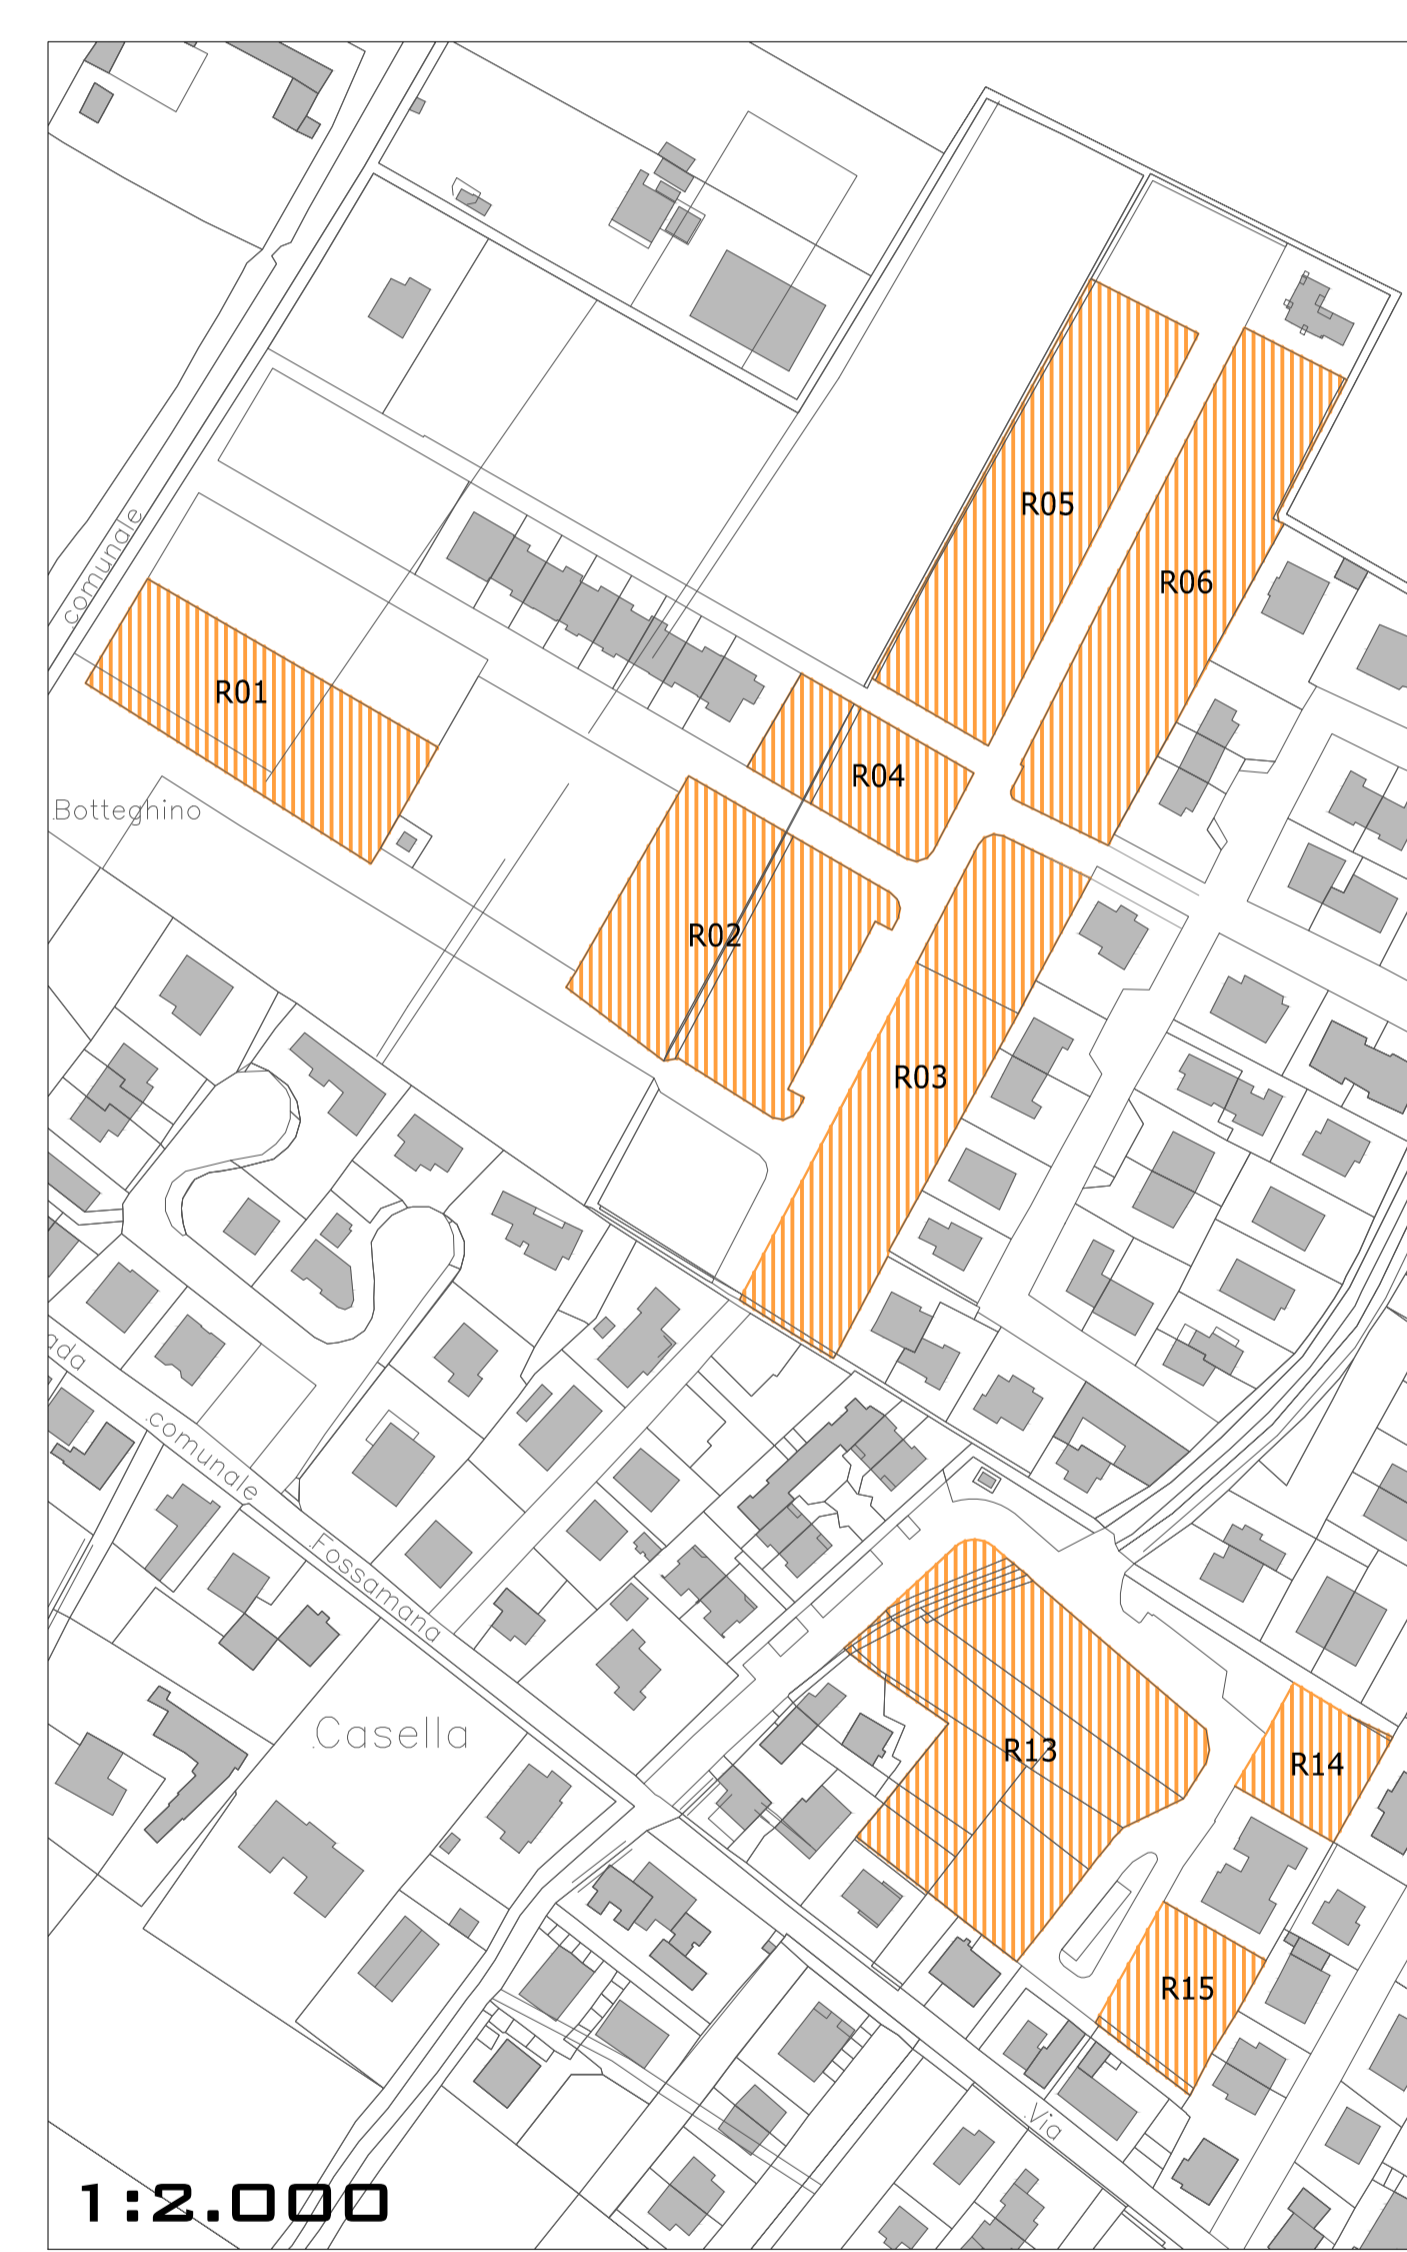 R05
comunale
R06
R01
R04
Botteghino
R02
R03
ada
comunale
Fossamana
Casella
R13
R14
R15
Via
1:2.000